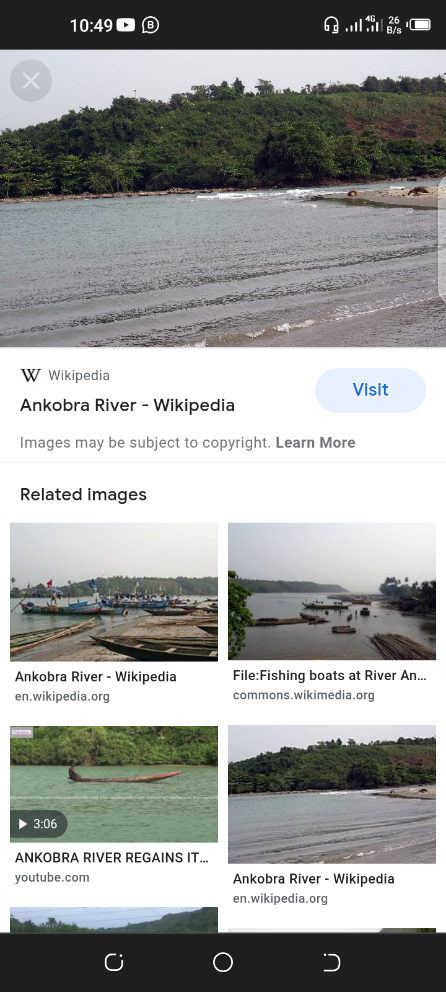 10:49
4G
26
B/s
Wikipedia
Ankobra River - Wikipedia
Visit
Images may be subject to copyright. Learn More
Related images
Ankobra River - Wikipedia
en.wikipedia.org
File:Fishing boats at River An...
commons.wikimedia.org
3:06
ANKOBRA RIVER REGAINS IT...
youtube.com
Ankobra River - Wikipedia
en.wikipedia.org